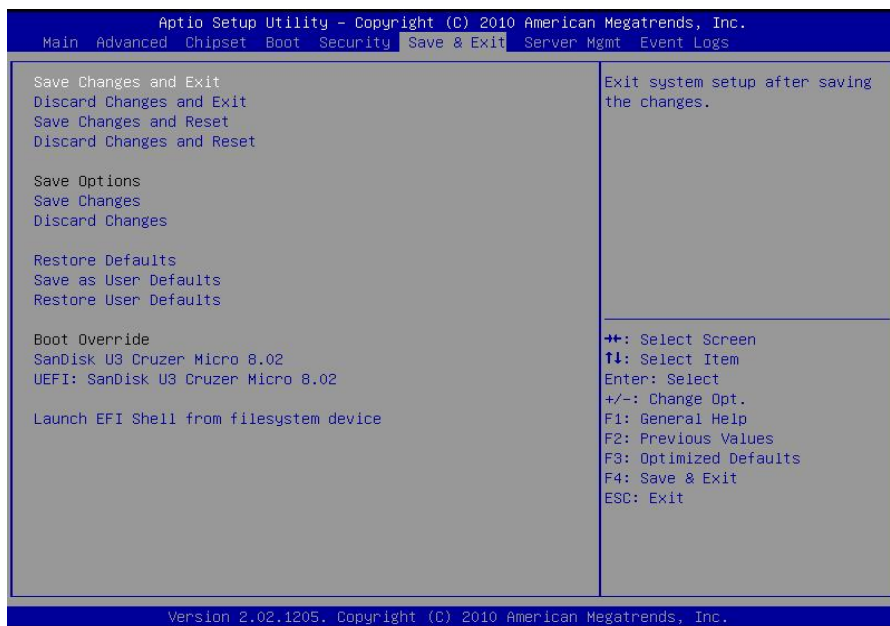 Aptio Setup Utility – Copyright (C) 2010 American Megatrends, Inc.
Main Advanced Chipset Boot Security Save & Exit Server Mgmt Event Logs
Save Changes and Exit
Discard Changes and Exit
Save Changes and Reset
Discard Changes and Reset
Save Options
Save Changes
Discard Changes
Restore Defaults
Save as User Defaults
Restore User Defaults
Boot Override
SanDisk U3 Cruzer Micro 8.02
UEFI: SanDisk U3 Cruzer Micro 8.02
Launch EFI Shell from filesystem device
Exit system setup after saving
the changes.
→←: Select Screen
↑↓: Select Item
Enter: Select
+/-: Change Opt.
F1: General Help
F2: Previous Values
F3: Optimized Defaults
F4: Save & Exit
ESC: Exit
Version 2.02.1205. Copyright (C) 2010 American Megatrends, Inc.